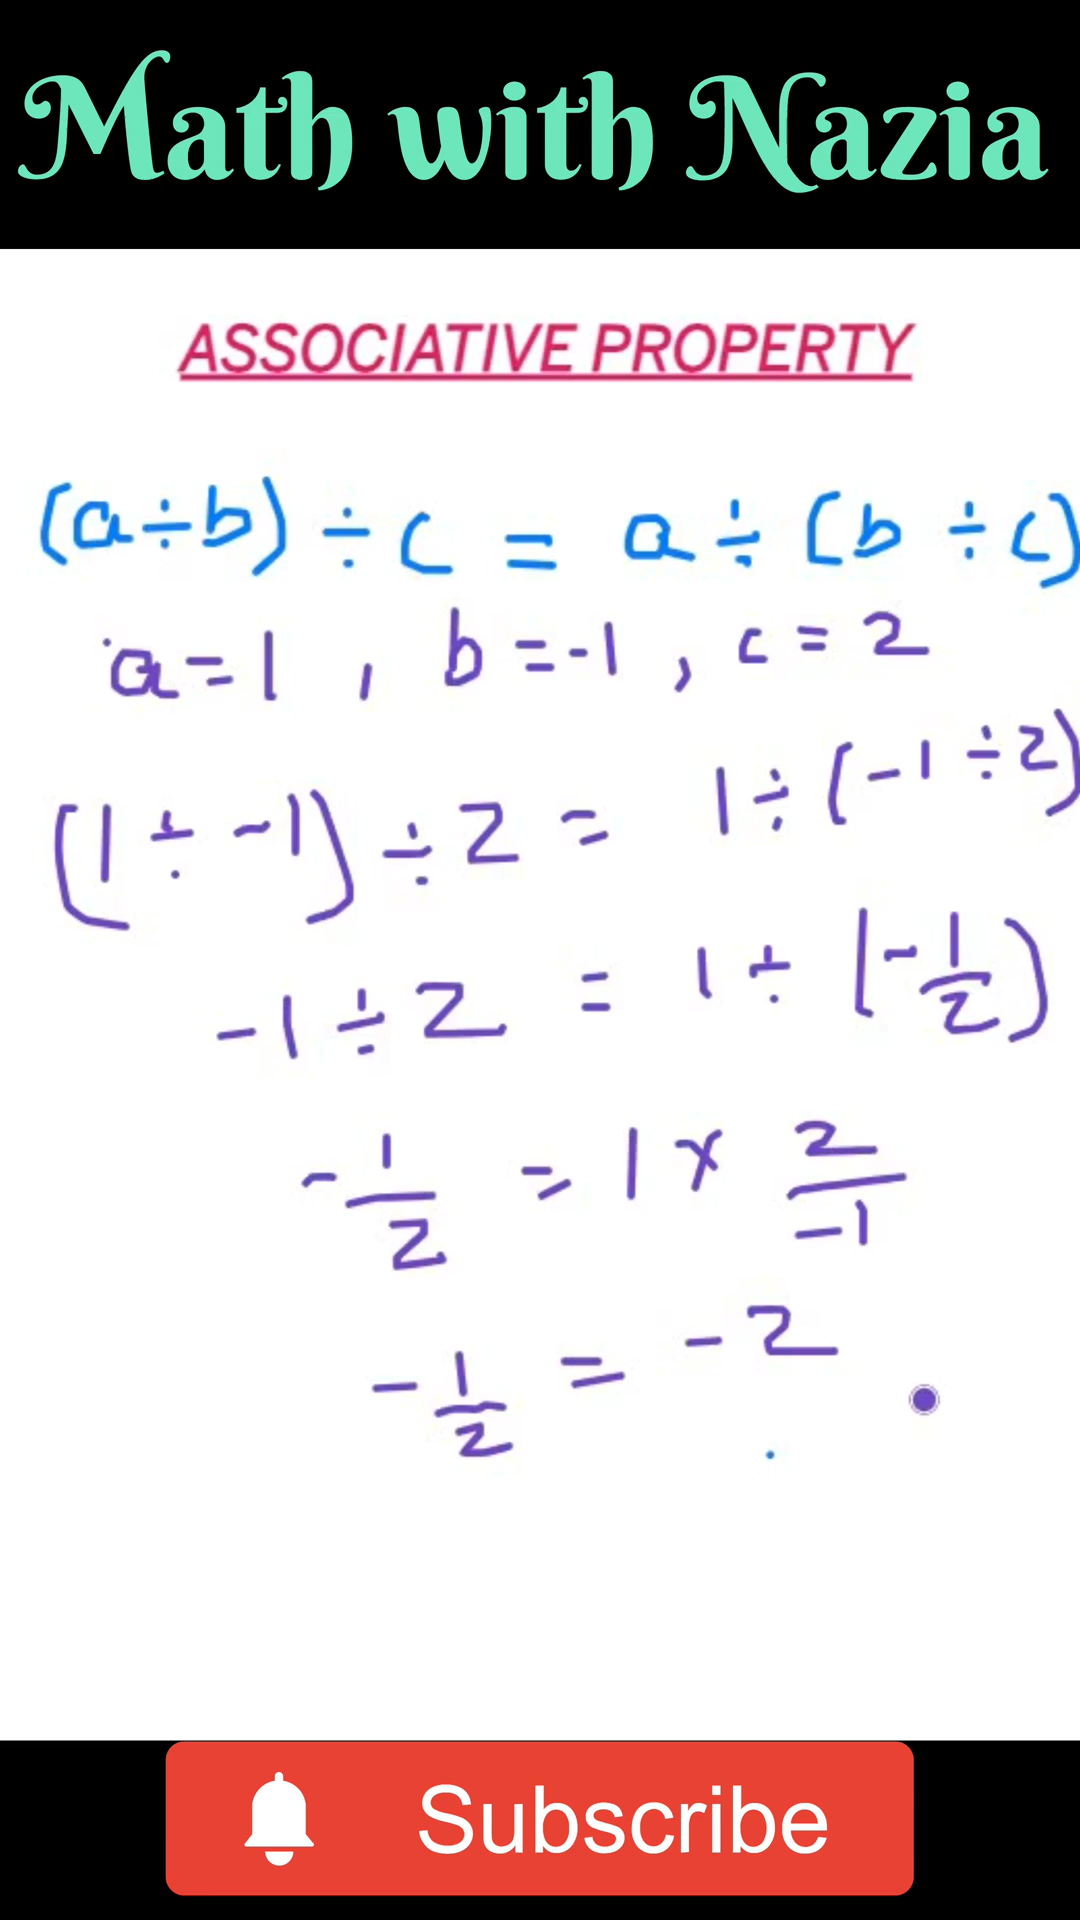 Math with Nazia
ASSOCIATIVE PROPERTY
(a÷b) ÷ c = a ÷ (b ÷ c)
a=1 , b=-1 , c=2
(1 ÷ -1) ÷ 2 = 1 ÷ (-1 ÷ 2)
-1 ÷ 2 = 1 ÷ (-1/2)
-1/2 = 1 × 2/-1
-1/2 = -2
Subscribe